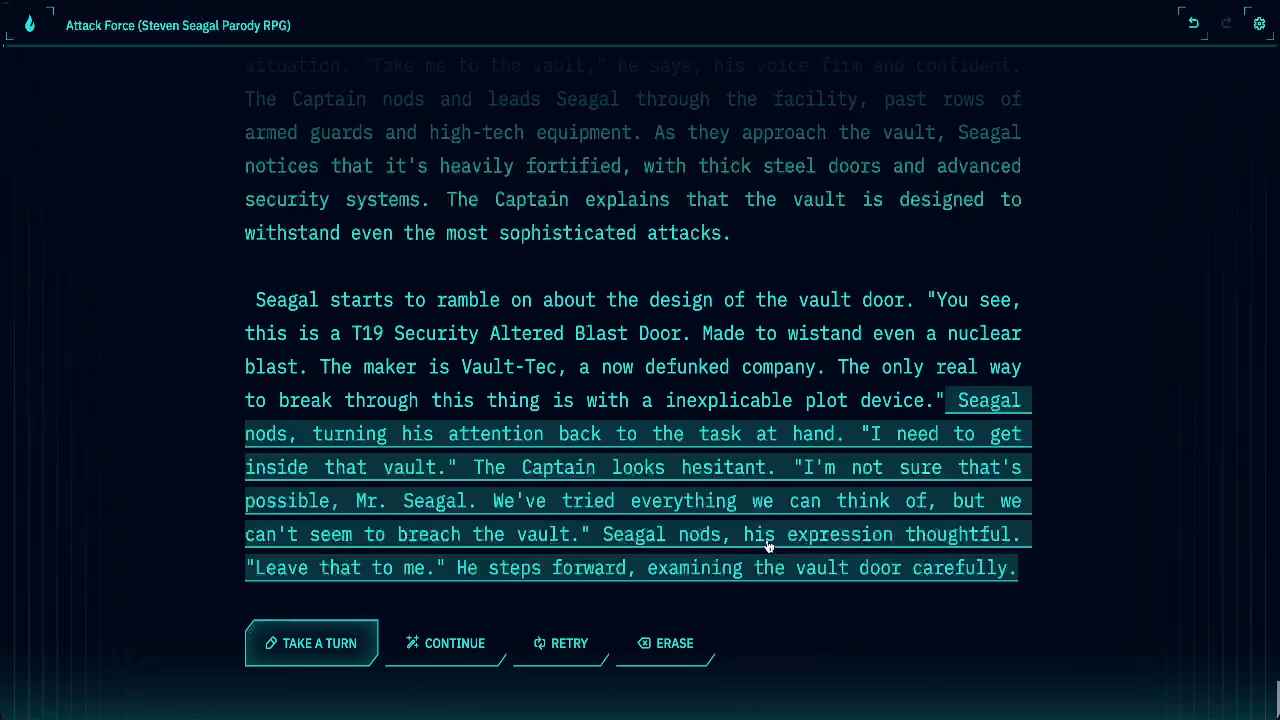 Attack Force (Steven Seagal Parody RPG)
situation. "Take me to the vault," he says, his voice firm and confident.
The Captain nods and leads Seagal through the facility, past rows of
armed guards and high-tech equipment. As they approach the vault, Seagal
notices that it's heavily fortified, with thick steel doors and advanced
security systems. The Captain explains that the vault is designed to
withstand even the most sophisticated attacks.
Seagal starts to ramble on about the design of the vault door. "You see,
this is a T19 Security Altered Blast Door. Made to wistand even a nuclear
blast. The maker is Vault-Tec, a now defunked company. The only real way
to break through this thing is with a inexplicable plot device." Seagal
nods, turning his attention back to the task at hand. "I need to get
inside that vault." The Captain looks hesitant. "I'm not sure that's
possible, Mr. Seagal. We've tried everything we can think of, but we
can't seem to breach the vault." Seagal nods, his expression thoughtful.
"Leave that to me." He steps forward, examining the vault door carefully.
TAKE A TURN CONTINUE RETRY ERASE